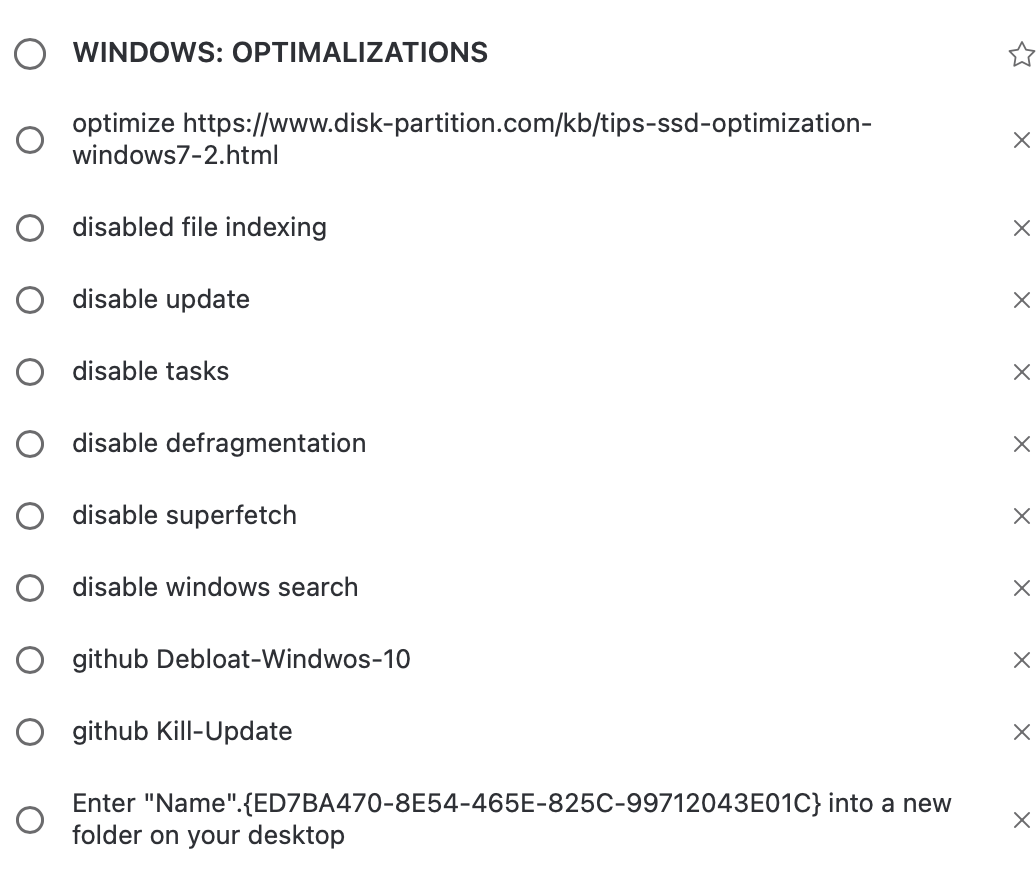 WINDOWS: OPTIMALIZATIONS
optimize https://www.disk-partition.com/kb/tips-ssd-optimization-
windows7-2.html
disabled file indexing
disable update
disable tasks
disable defragmentation
disable superfetch
disable windows search
github Debloat-Windwos-10
github Kill-Update
Enter "Name".{ED7BA470-8E54-465E-825C-99712043E01C} into a new
folder on your desktop